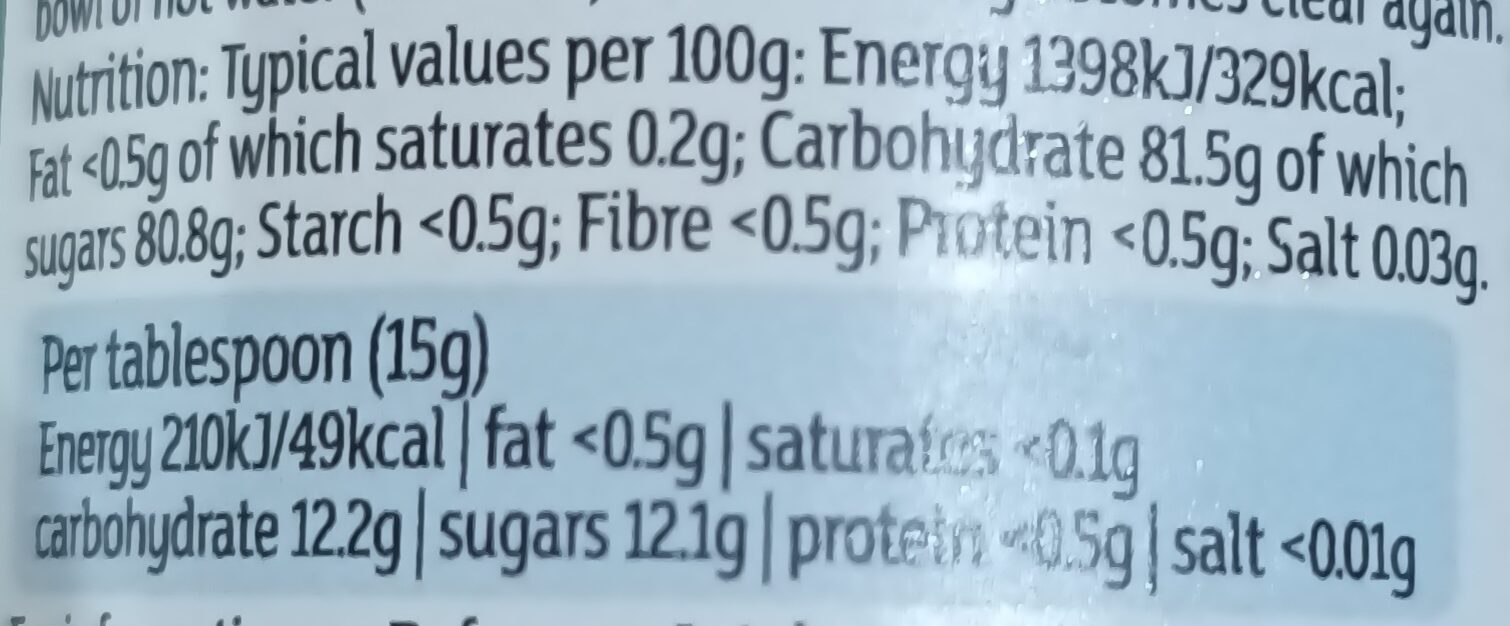 again.
Nutrition: Typical values per 100g: Energy 1398kJ/329kcal;
Fat <0.5g of which saturates 0.2g; Carbohydrate 81.5g of which
sugars 80.8g; Starch <0.5g; Fibre <0.5g; Protein <0.5g; Salt 0.03g.
Per tablespoon (15g)
Energy 210kJ/49kcal | fat <0.5g | saturates <0.1g
carbohydrate 12.2g | sugars 12.1g | protein <0.5g | salt <0.01g